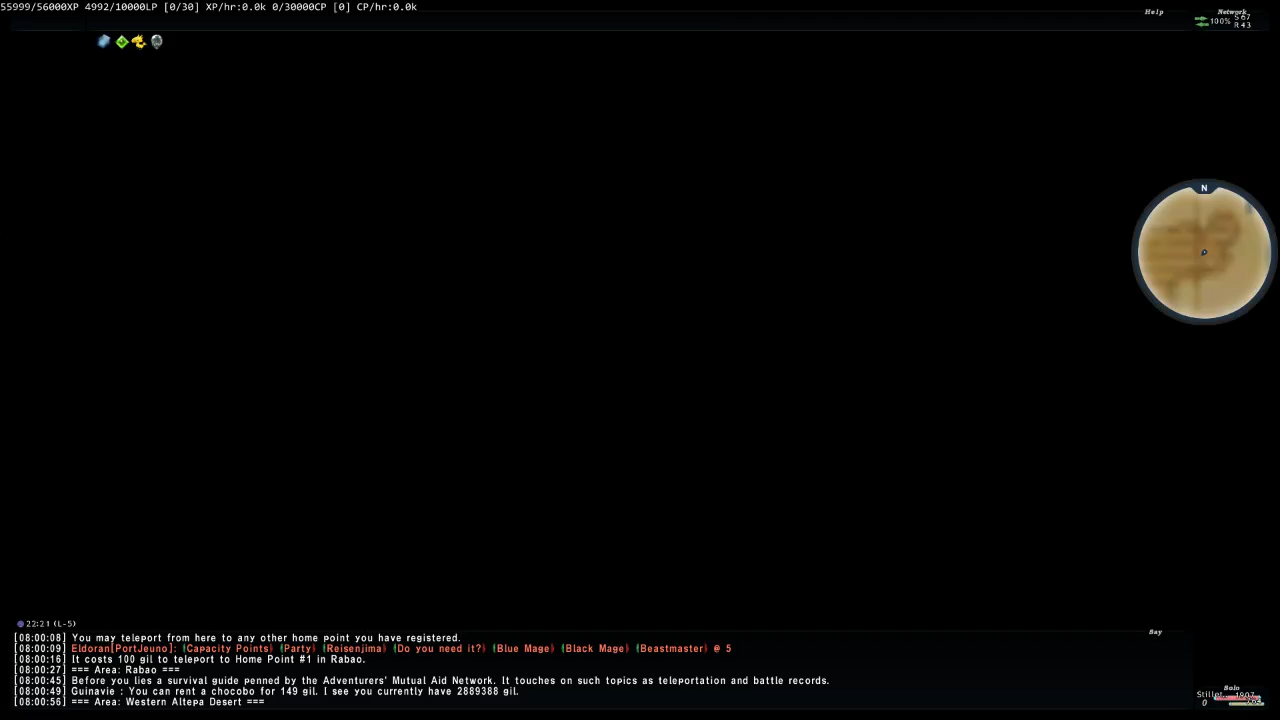 55999/56000XP 4992/10000LP [0/30] XP/hr:0.0k 0/30000CP [0] CP/hr:0.0k
Help
Network
100% S 67
R 43
N
22:21 (L-5)
Say
[08:00:08] You may teleport from here to any other home point you have registered.
[08:00:09] Eldoran[PortJeuno]: (Capacity Points) (Party) (Reisenjima) (Do you need it?) (Blue Mage) (Black Mage) (Beastmaster) @ 5
[08:00:16] It costs 100 gil to teleport to Home Point #1 in Rabao.
[08:00:27] === Area: Rabao ===
[08:00:45] Before you lies a survival guide penned by the Adventurers' Mutual Aid Network. It touches on such topics as teleportation and battle records.
[08:00:49] Guinavie : You can rent a chocobo for 149 gil. I see you currently have 2889388 gil.
[08:00:56] === Area: Western Altepa Desert ===
Solo
0